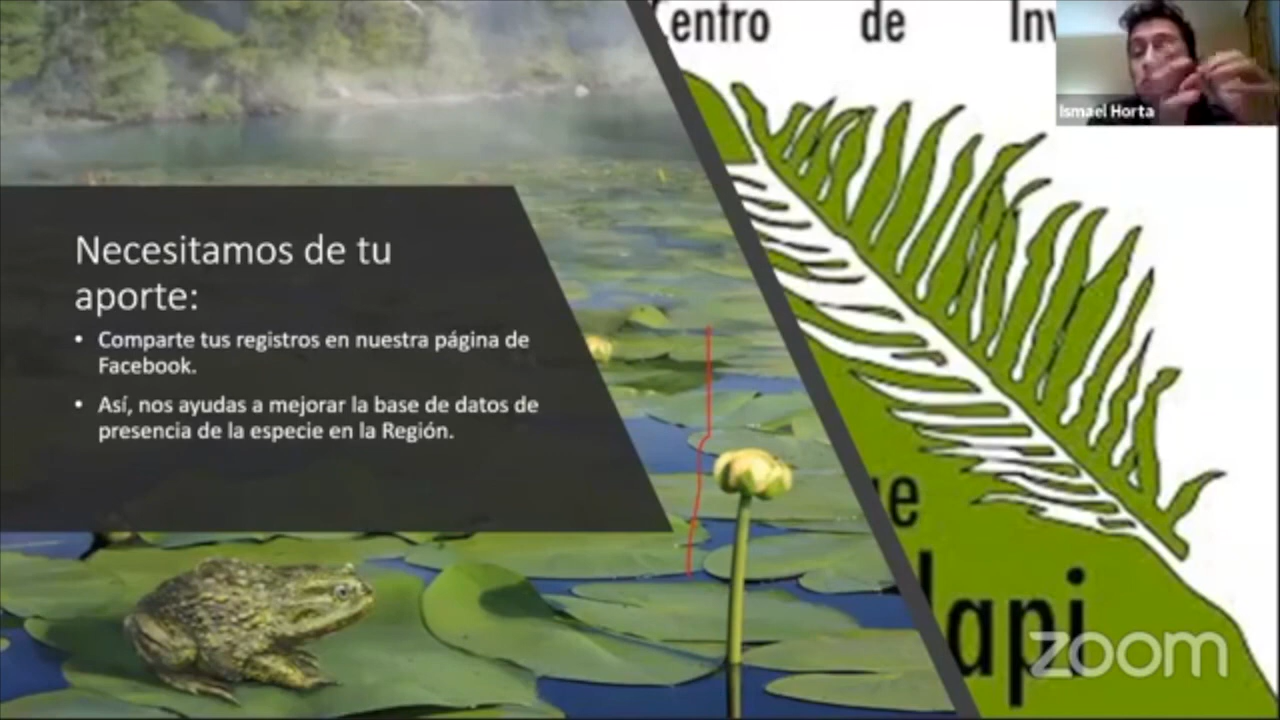 Centro de
Ismael Horta
Necesitamos de tu
aporte:
• Comparte tus registros en nuestra página de
Facebook.
• Así, nos ayudas a mejorar la base de datos de
presencia de la especie en la Región.
zoom